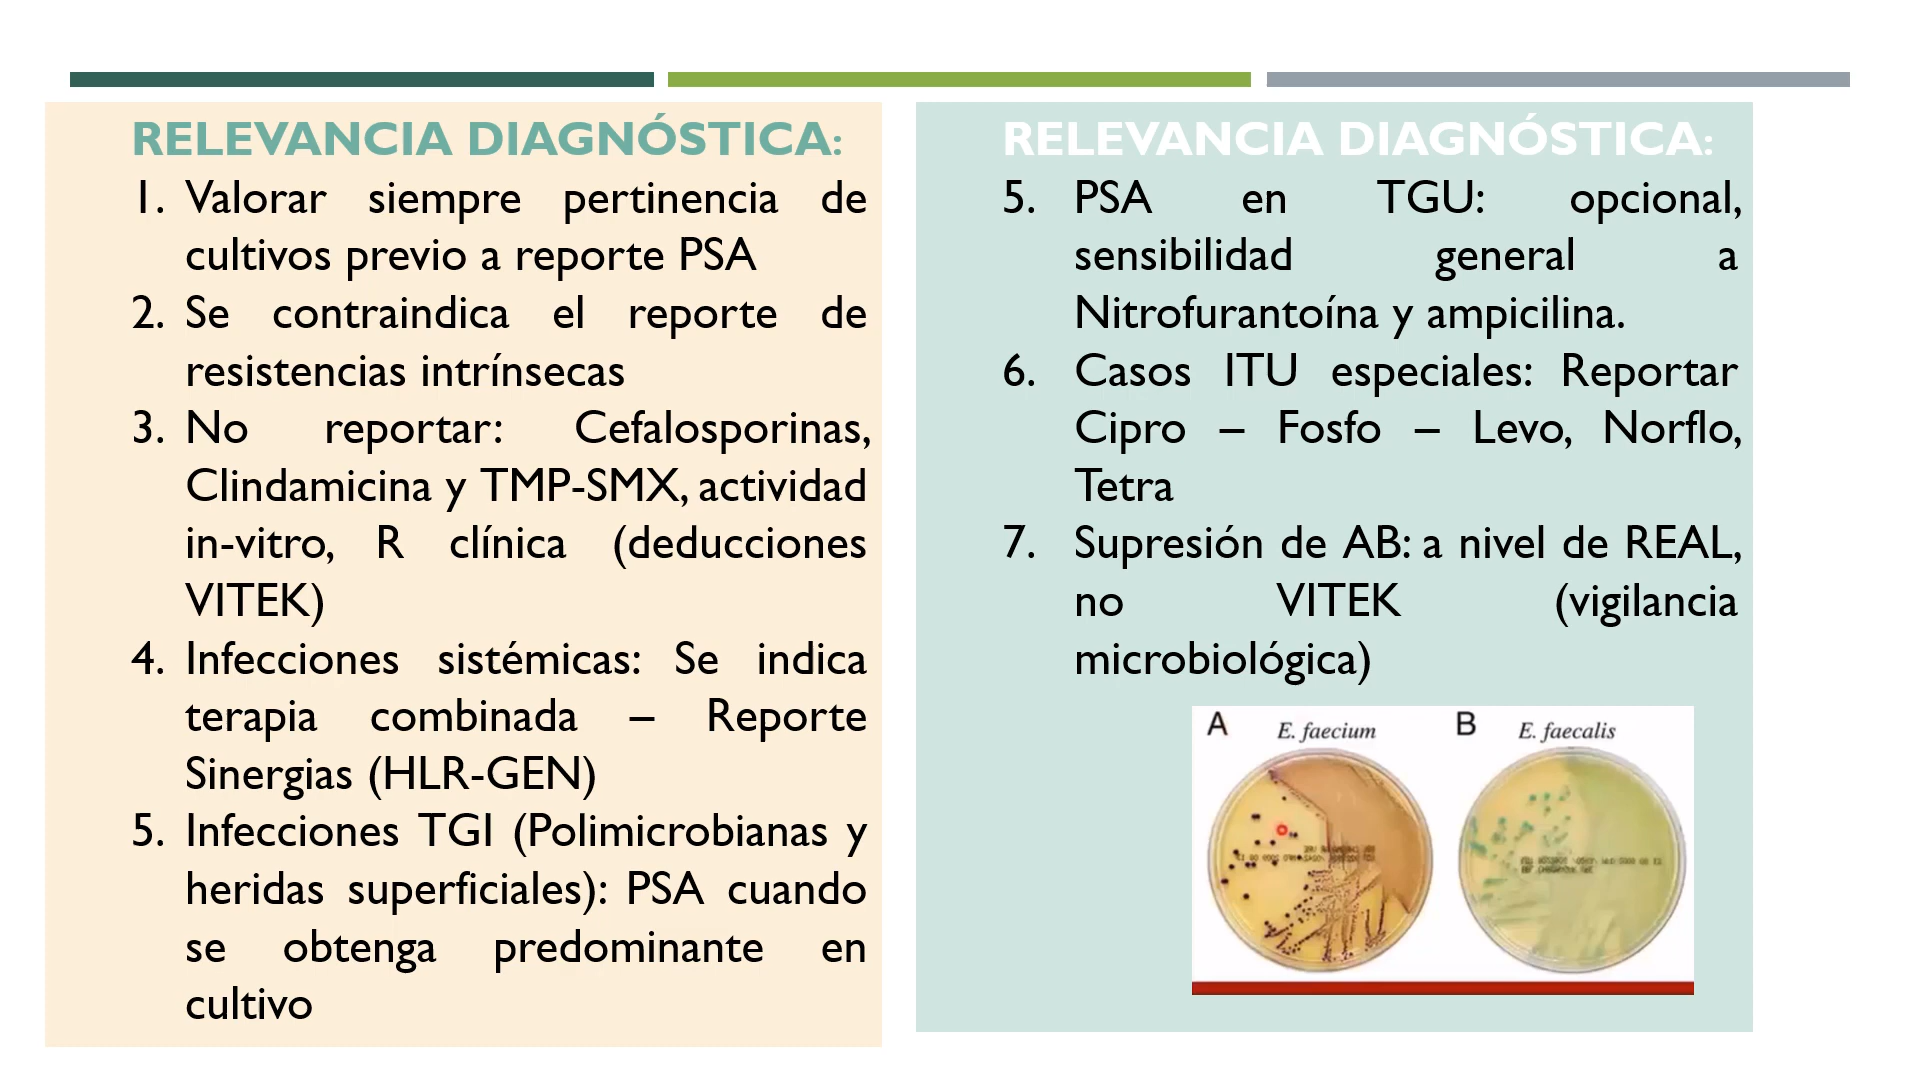 RELEVANCIA DIAGNÓSTICA:
1. Valorar siempre pertinencia de
cultivos previo a reporte PSA
2. Se contraindica el reporte de
resistencias intrínsecas
3. No reportar: Cefalosporinas,
Clindamicina y TMP-SMX, actividad
in-vitro, R clínica (deducciones
VITEK)
4. Infecciones sistémicas: Se indica
terapia combinada – Reporte
Sinergias (HLR-GEN)
5. Infecciones TGI (Polimicrobianas y
heridas superficiales): PSA cuando
se obtenga predominante en
cultivo
RELEVANCIA DIAGNÓSTICA:
5. PSA en TGU: opcional,
sensibilidad general a
Nitrofurantoína y ampicilina.
6. Casos ITU especiales: Reportar
Cipro – Fosfo – Levo, Norflo,
Tetra
7. Supresión de AB: a nivel de REAL,
no VITEK (vigilancia
microbiológica)
A E. faecium
B E. faecalis